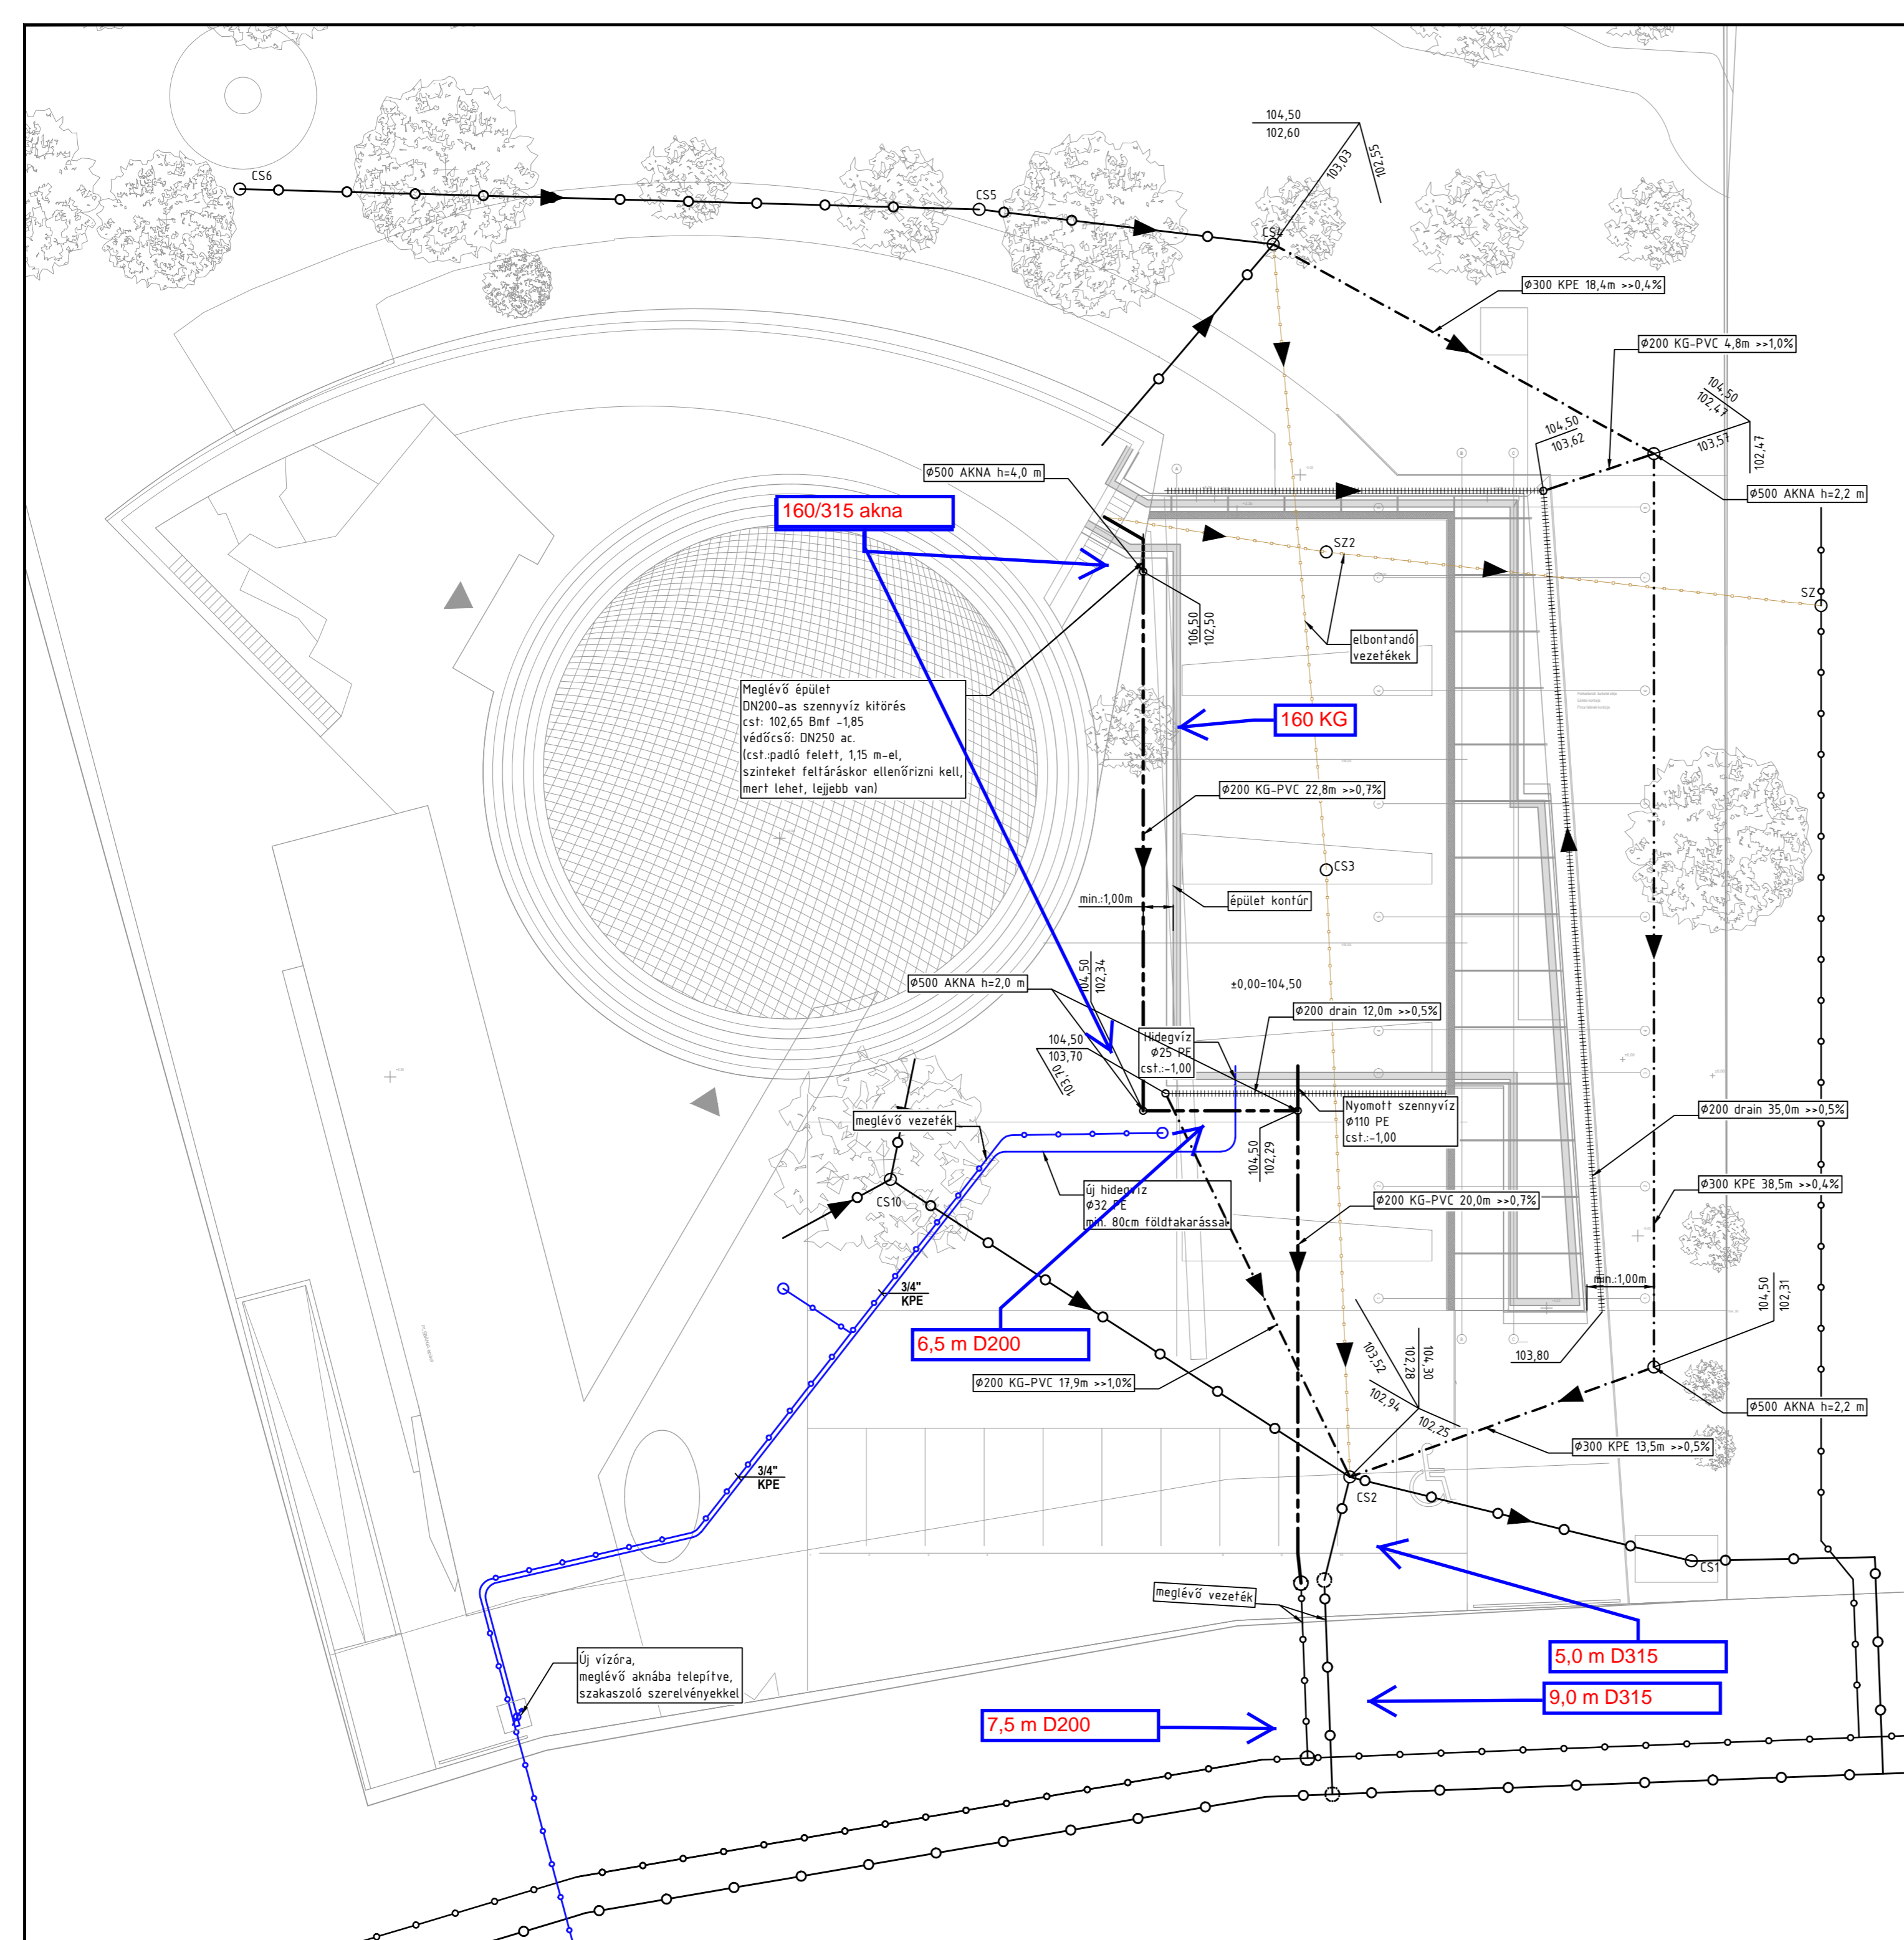 104,50
102,60
103,03
102,55
CS6
CS5
CS4
Φ300 KPE 18,4m >>0,4%
Φ200 KG-PVC 4,8m >>1,0%
104,50
102,47
103,57
102,47
104,50
103,62
Φ500 AKNA h=4,0 m
Φ500 AKNA h=2,2 m
160/315 akna
SZ2
SZ
106,50
102,50
elbontandó
vezetékek
Meglévő épület
DN200-as szennyvíz kitörés
cst: 102,65 Bmf -1,85
védőcső: DN250 ac.
(cst.:padló felett, 1,15 m-el,
szinteket feltáráskor ellenőrizni kell,
mert lehet, lejjebb van)
160 KG
Φ200 KG-PVC 22,8m >>0,7%
CS3
min.:1,00m
épület kontúr
104,50
102,34
Φ500 AKNA h=2,0 m
±0,00=104,50
Φ200 drain 12,0m >>0,5%
104,50
103,70
103,70
Hidegvíz
Φ25 PE
cst.:-1,00
Nyomott szennyvíz
Φ110 PE
cst.:-1,00
Φ200 drain 35,0m >>0,5%
meglévő vezeték
104,50
102,29
CS10
új hidegvíz
Φ32 PE
min. 80cm földtakarással
Φ200 KG-PVC 20,0m >>0,7%
Φ300 KPE 38,5m >>0,4%
3/4"
KPE
min.:1,00m
104,50
102,31
6,5 m D200
103,52
102,28
104,30
102,94
102,25
103,80
Φ200 KG-PVC 17,9m >>1,0%
Φ500 AKNA h=2,2 m
Φ300 KPE 13,5m >>0,5%
3/4"
KPE
CS2
CS1
meglévő vezeték
Új vízóra,
meglévő aknába telepítve,
szakaszoló szerelvényekkel
5,0 m D315
9,0 m D315
7,5 m D200